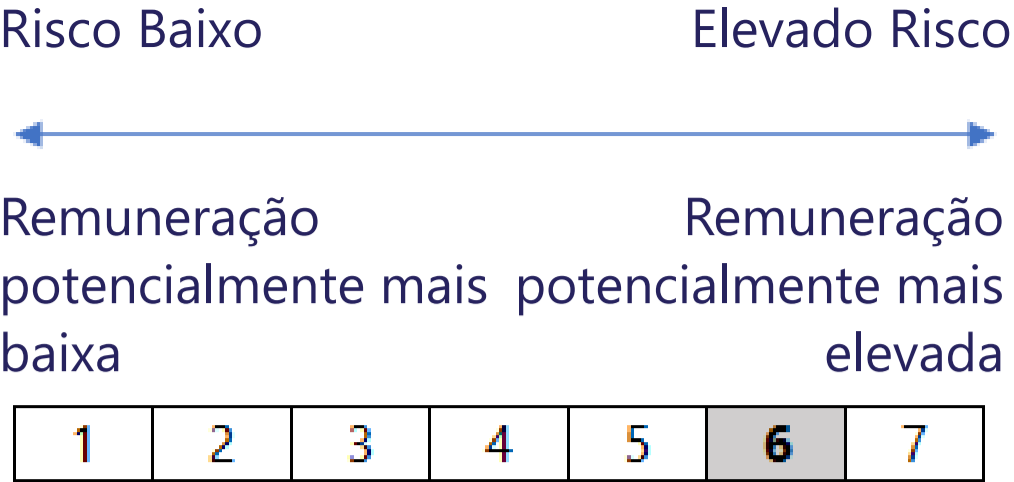 Risco Baixo Elevado Risco
Remuneração Remuneração
potencialmente mais potencialmente mais
baixa elevada
1 2 3 4 5 6 7